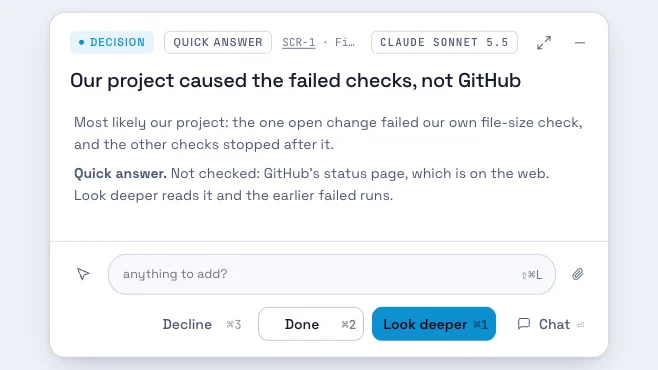 DECISION QUICK ANSWER SCR-1 · Fi… CLAUDE SONNET 5.5
Our project caused the failed checks, not GitHub
Most likely our project: the one open change failed our own file-size check,
and the other checks stopped after it.
Quick answer. Not checked: GitHub's status page, which is on the web.
Look deeper reads it and the earlier failed runs.
anything to add? ⇧⌘L
Decline ⌘3 Done ⌘2 Look deeper ⌘1 Chat ⏎